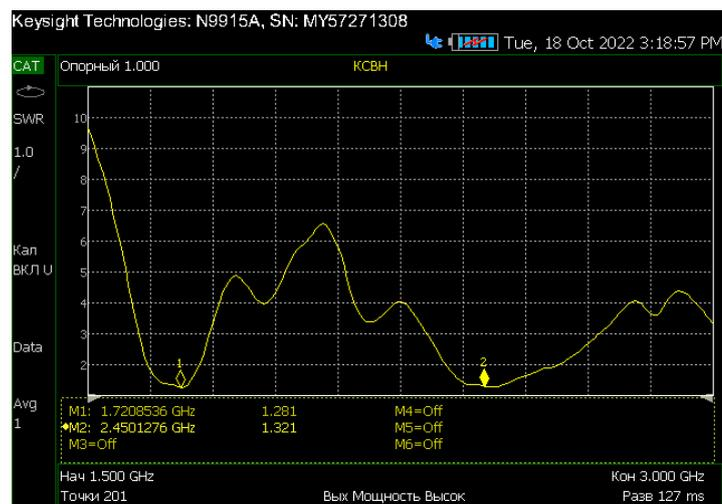 Keysight Technologies: N9915A, SN: MY57271308
Tue, 18 Oct 2022 3:18:57 PM
CAT Опорный 1.000 КСВН
SWR
1.0
/
Кал
ВКЛ U
Data
Avg
1
10
9
8
7
6
5
4
3
2
1
2
M1: 1.7208536 GHz 1.281 M4=Off
M2: 2.4501276 GHz 1.321 M5=Off
M3=Off M6=Off
Нач 1.500 GHz Кон 3.000 GHz
Точки 201 Вых Мощность Высок Разв 127 ms